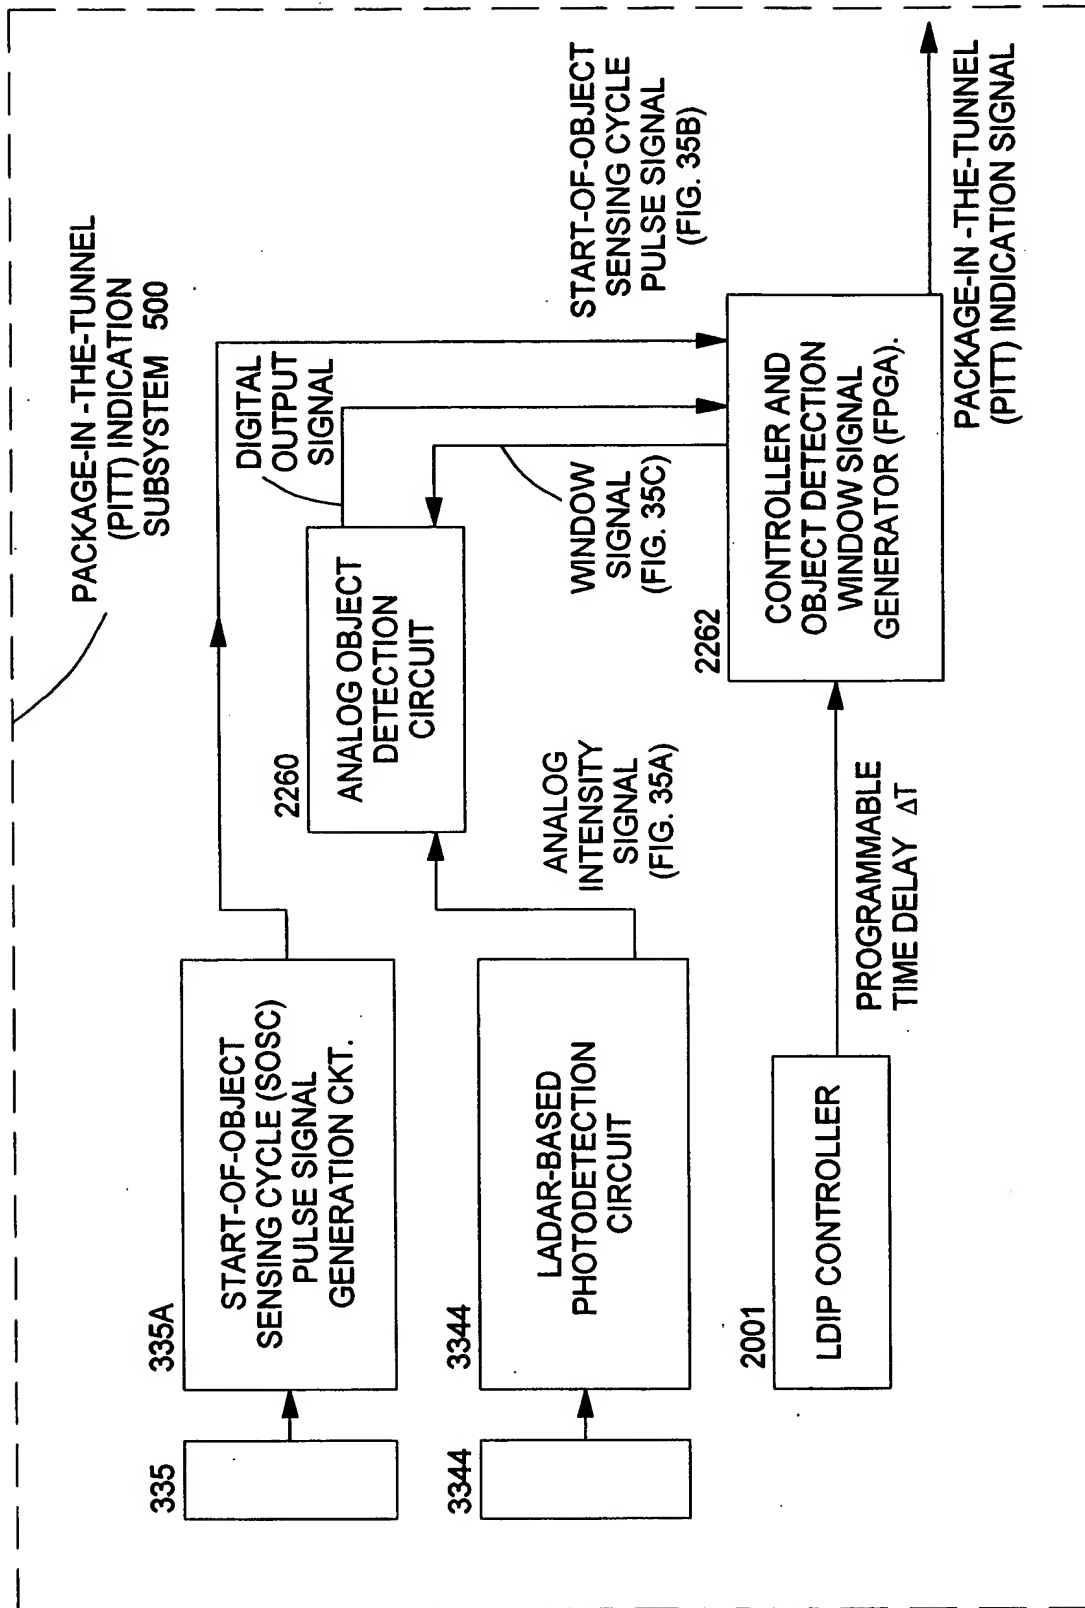 PACKAGE-IN -THE-TUNNEL
(PITT) INDICATION
SUBSYSTEM 500
335
335A
START-OF-OBJECT
SENSING CYCLE (SOSC)
PULSE SIGNAL
GENERATION CKT.
DIGITAL
OUTPUT
SIGNAL
START-OF-OBJECT
SENSING CYCLE
PULSE SIGNAL
(FIG. 35B)
2260
ANALOG OBJECT
DETECTION
CIRCUIT
3344
3344
LADAR-BASED
PHOTODETECTION
CIRCUIT
ANALOG
INTENSITY
SIGNAL
(FIG. 35A)
WINDOW
SIGNAL
(FIG. 35C)
2001
LDIP CONTROLLER
PROGRAMMABLE
TIME DELAY ΔT
2262
CONTROLLER AND
OBJECT DETECTION
WINDOW SIGNAL
GENERATOR (FPGA).
PACKAGE-IN -THE-TUNNEL
(PITT) INDICATION SIGNAL